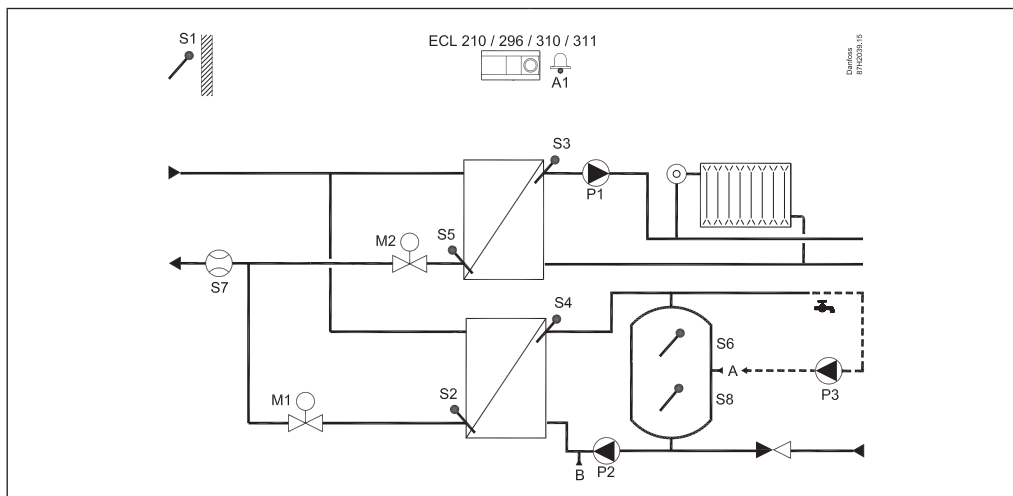 S1
ECL 210 / 296 / 310 / 311
A1
Danfoss
87H2039.15
S3
P1
M2
S5
S7
S4
S6
A
S8
P3
M1
S2
B
P2